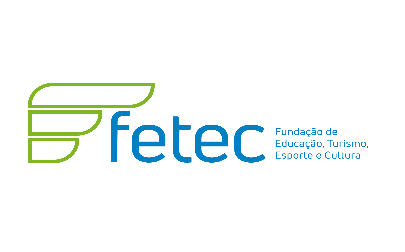 fetec
Fundação de
Educação, Turismo,
Esporte e Cultura